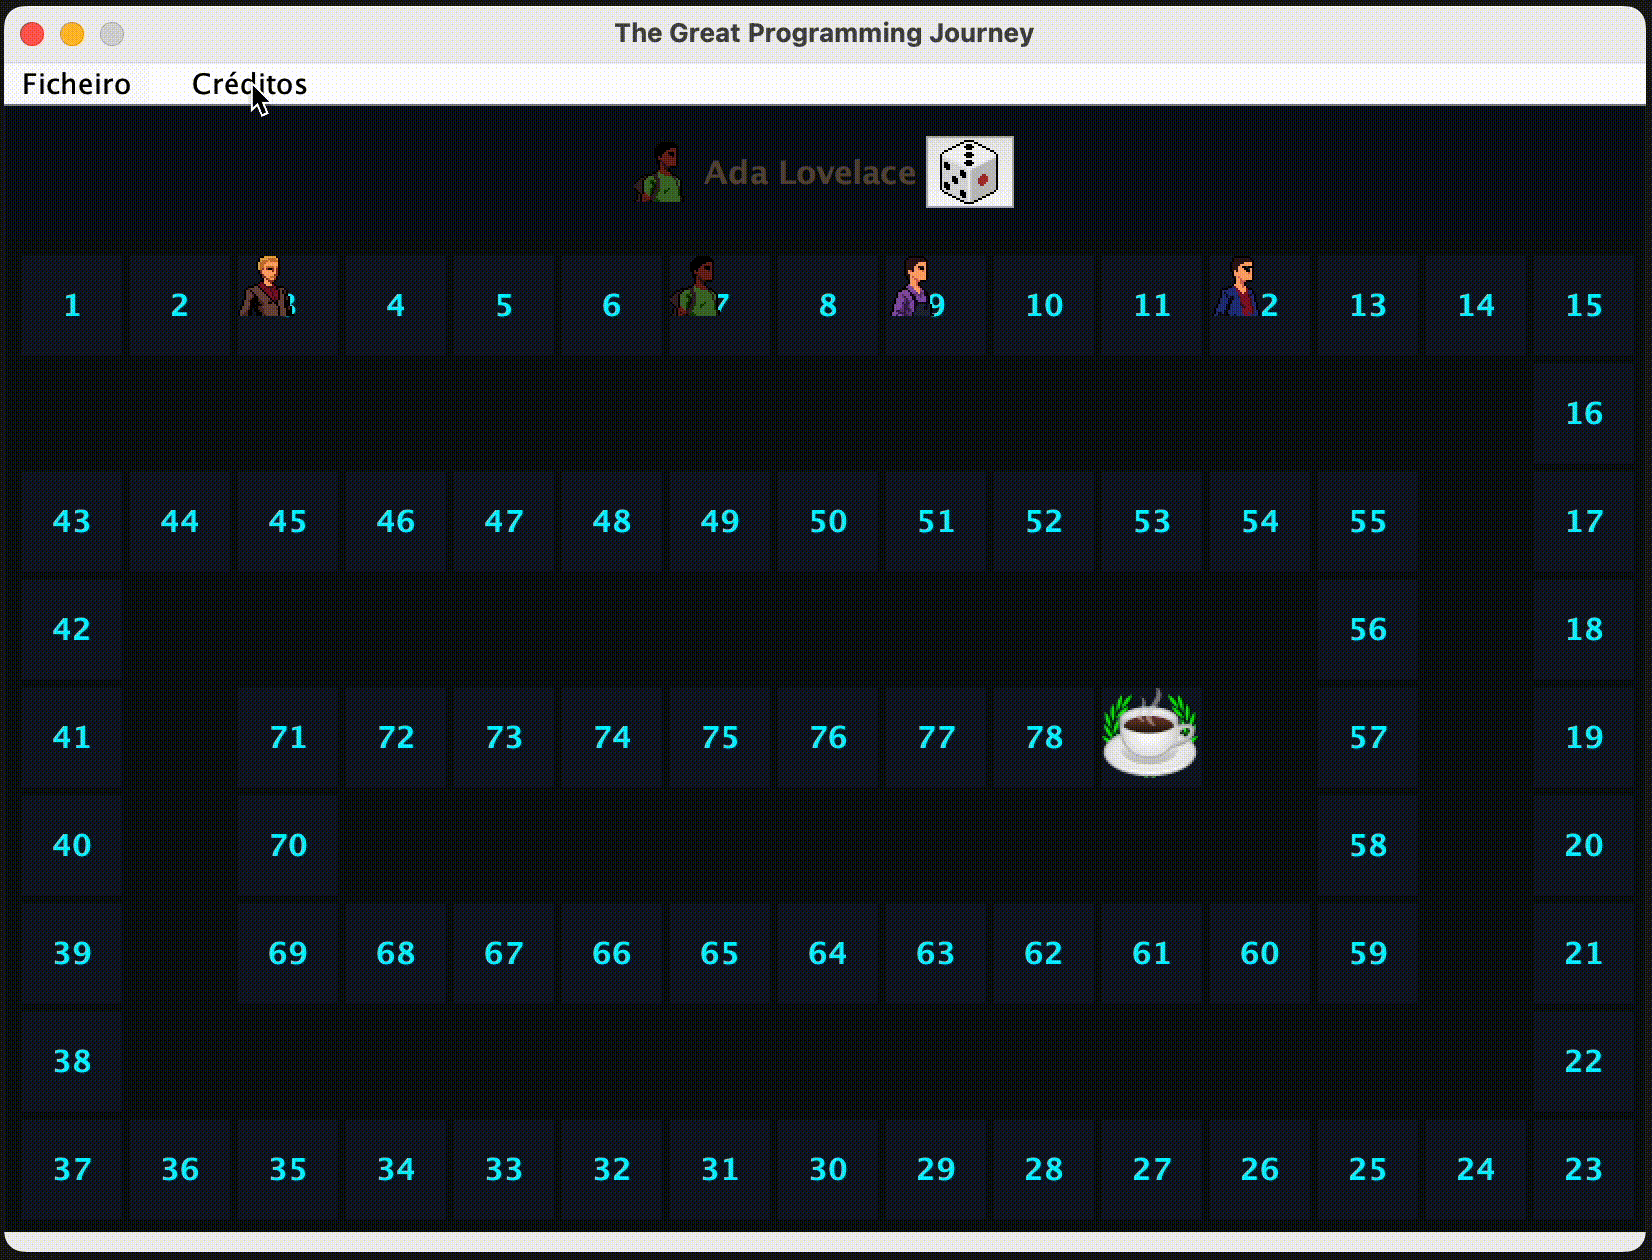 The Great Programming Journey
Ficheiro Créditos
Ada Lovelace
1 2 3 4 5 6 7 8 9 10 11 12 13 14 15
16
43 44 45 46 47 48 49 50 51 52 53 54 55 17
42 56 18
41 71 72 73 74 75 76 77 78 57 19
40 70 58 20
39 69 68 67 66 65 64 63 62 61 60 59 21
38 22
37 36 35 34 33 32 31 30 29 28 27 26 25 24 23